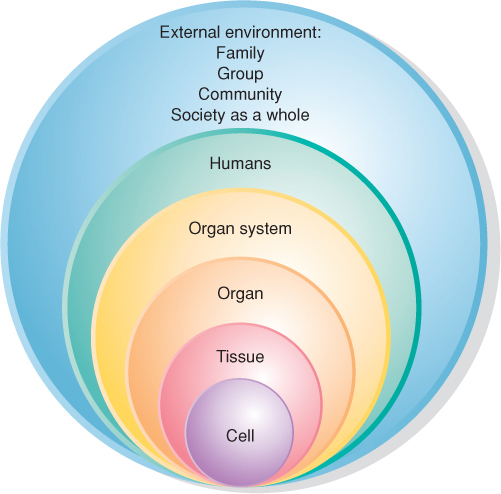 External environment:
Family
Group
Community
Society as a whole
Humans
Organ system
Organ
Tissue
Cell